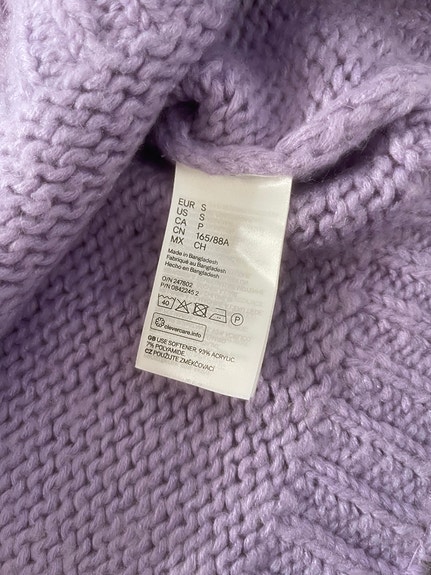 EUR S
US S
CA P
CN 165/88A
MX CH
Made in Bangladesh
Fabriqué au Bangladesh
Hecho en Bangladesh
O/N 247802
P/N 0842245 2
40 P
clevercare.info
GB USE SOFTENER 93% ACRYLIC
7% POLYAMIDE
CZ POUŽIJTE ZMĚKČOVAČ